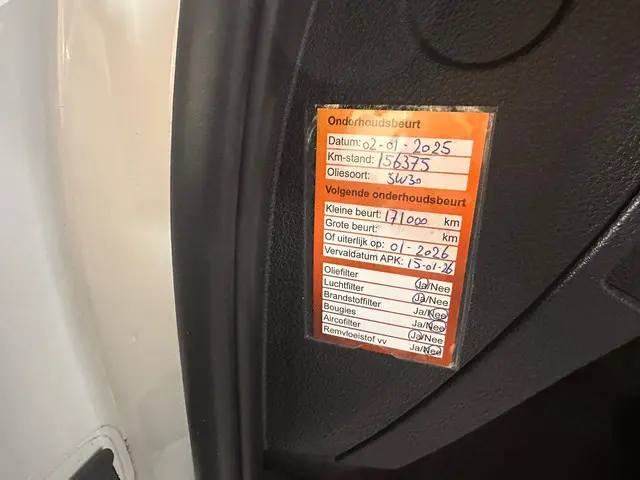 Onderhoudsbeurt
Datum: 02-01-2025
Km-stand: 156375
Oliesoort: 5W30
Volgende onderhoudsbeurt
Kleine beurt: 171000 km
Grote beurt: km
Of uiterlijk op: 01-2026
Vervaldatum APK: 15-01-26
Oliefilter Ja/Nee
Luchtfilter Ja/Nee
Brandstoffilter Ja/Nee
Bougies Ja/Nee
Aircofilter Ja/Nee
Remvloeistof vv Ja/Nee